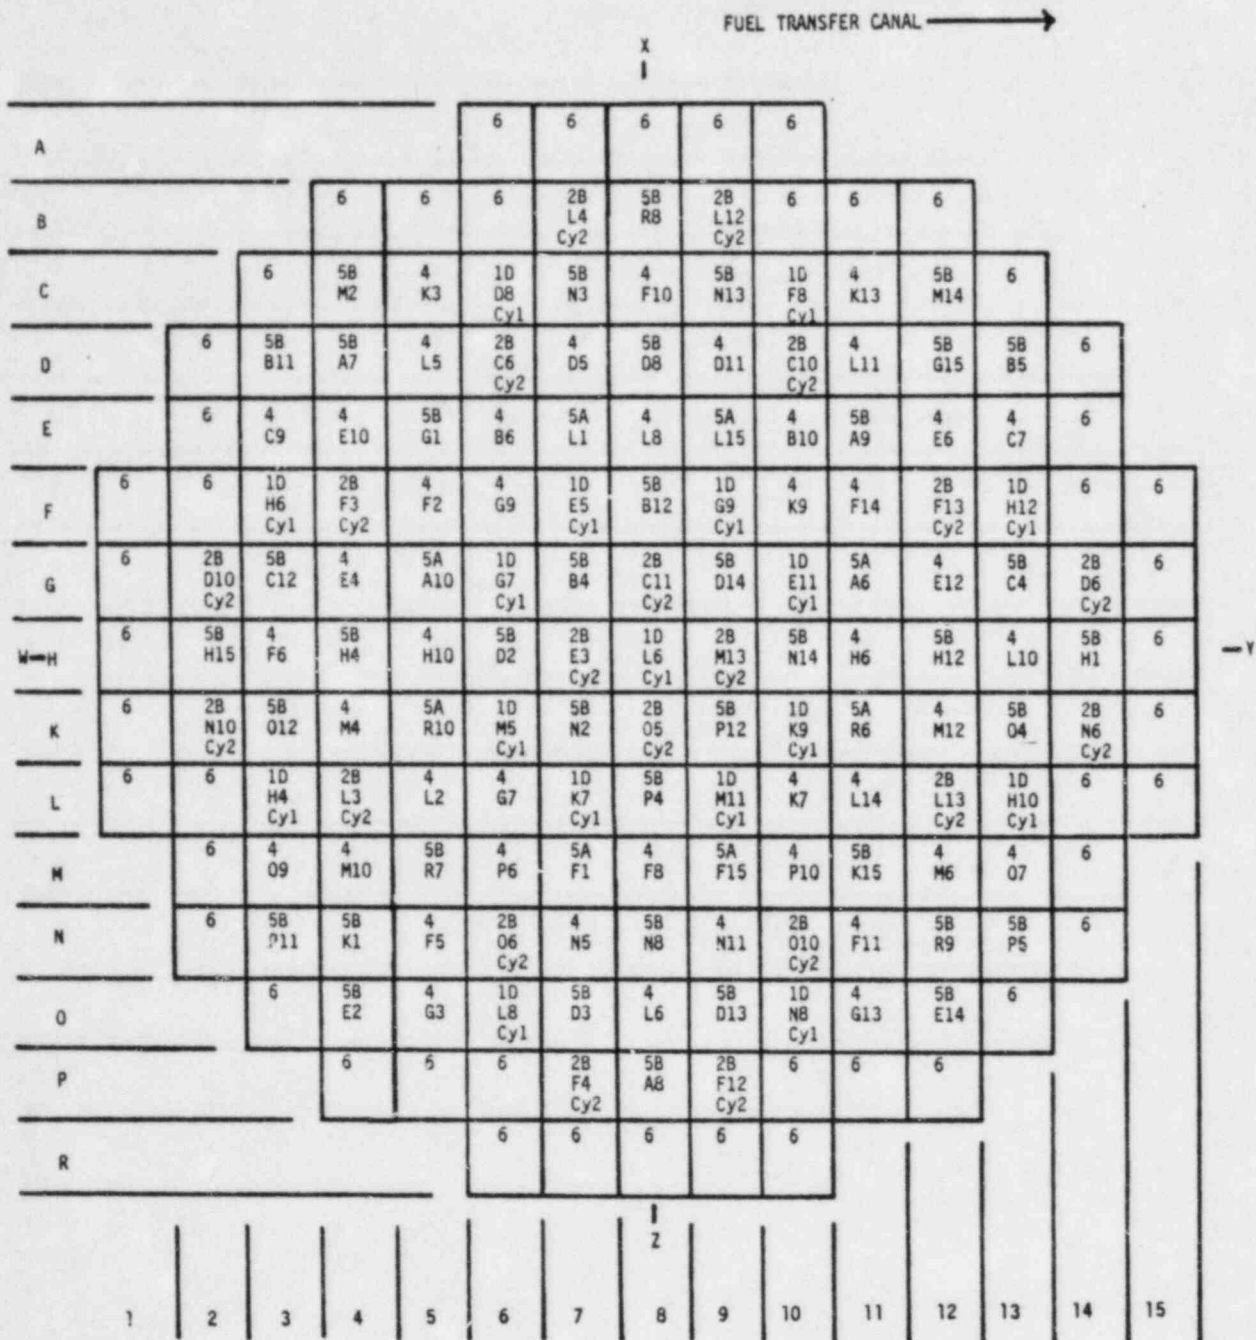 FUEL TRANSFER CANAL
X
6 6 6 6 6
A
6 6 6 2B 5B 2B 6 6 6
B L4 R8 L12
Cy2 Cy2
6 5B 4 1D 5B 4 5B 1D 4 5B 6
C M2 K3 D8 N3 F10 N13 F8 K13 M14
Cy1 Cy1
6 5B 5B 4 2B 4 5B 4 2B 4 5B 5B 6
D B11 A7 L5 C6 D5 D8 D11 C10 L11 G15 B5
Cy2 Cy2
6 4 4 5B 4 5A 4 5A 4 5B 4 4 6
E C9 E10 G1 B6 L1 L8 L15 B10 A9 E6 C7
6 6 1D 2B 4 4 1D 5B 1D 4 4 2B 1D 6 6
F H6 F3 F2 G9 E5 B12 G9 K9 F14 F13 H12
Cy1 Cy2 Cy1 Cy1 Cy2 Cy1
6 2B 5B 4 5A 1D 5B 2B 5B 1D 5A 4 5B 2B 6
G D10 C12 E4 A10 G7 B4 C11 D14 E11 A6 E12 C4 D6
Cy2 Cy1 Cy2 Cy1 Cy2
6 5B 4 5B 4 5B 2B 1D 2B 5B 4 5B 4 5B 6
W—H H15 F6 H4 H10 D2 E3 L6 M13 N14 H6 H12 L10 H1 —Y
Cy2 Cy1 Cy2
6 2B 5B 4 5A 1D 5B 2B 5B 1D 5A 4 5B 2B 6
K N10 O12 M4 R10 M5 N2 O5 P12 K9 R6 M12 O4 N6
Cy2 Cy1 Cy2 Cy1 Cy2
6 6 1D 2B 4 4 1D 5B 1D 4 4 2B 1D 6 6
L H4 L3 L2 G7 K7 P4 M11 K7 L14 L13 H10
Cy1 Cy2 Cy1 Cy1 Cy2 Cy1
6 4 4 5B 4 5A 4 5A 4 5B 4 4 6
M O9 M10 R7 P6 F1 F8 F15 P10 K15 M6 O7
6 5B 5B 4 2B 4 5B 4 2B 4 5B 5B 6
N P11 K1 F5 O6 N5 N8 N11 O10 F11 R9 P5
Cy2 Cy2
6 5B 4 1D 5B 4 5B 1D 4 5B 6
O E2 G3 L8 D3 L6 D13 N8 G13 E14
Cy1 Cy1
6 6 6 2B 5B 2B 6 6 6
P F4 A8 F12
Cy2 Cy2
6 6 6 6 6
R
Z
1 2 3 4 5 6 7 8 9 10 11 12 13 14 15